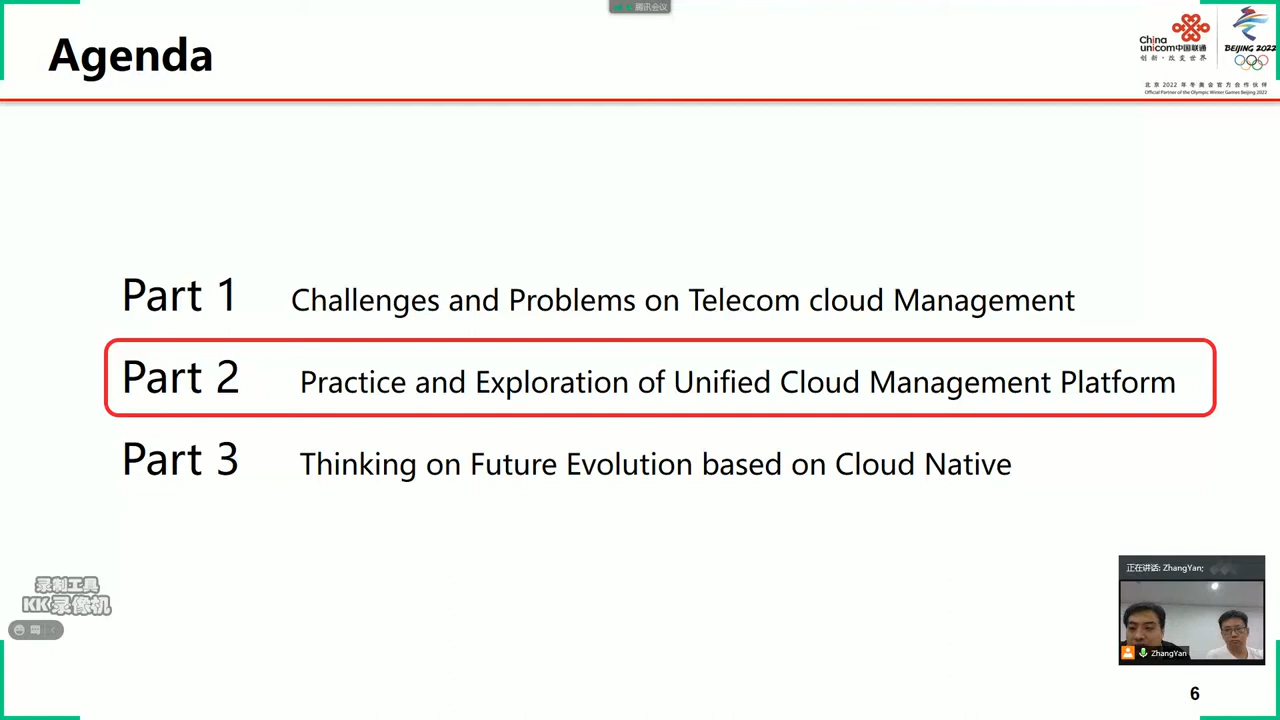 腾讯会议
Agenda
China
unicom中国联通
创新·改变世界
BEIJING 2022
北京2022年冬奥会官方合作伙伴
Official Partner of the Olympic Winter Games Beijing 2022
Part 1 Challenges and Problems on Telecom cloud Management
Part 2 Practice and Exploration of Unified Cloud Management Platform
Part 3 Thinking on Future Evolution based on Cloud Native
录制工具
KK录像机
正在讲话: ZhangYan;
ZhangYan
6